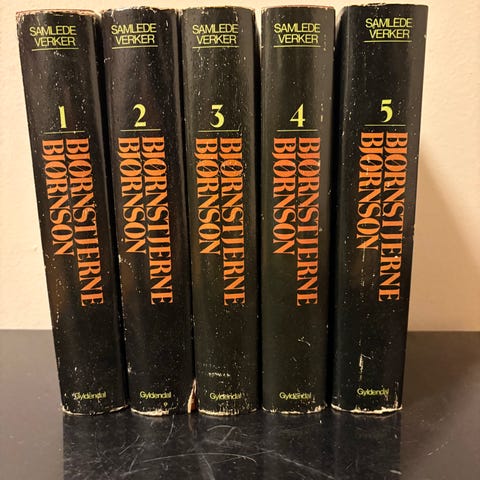 SAMLEDE
VERKER
1
BJØRNSTJERNE
BJØRNSON
Gyldendal
SAMLEDE
VERKER
2
BJØRNSTJERNE
BJØRNSON
Gyldendal
SAMLEDE
VERKER
3
BJØRNSTJERNE
BJØRNSON
Gyldendal
SAMLEDE
VERKER
4
BJØRNSTJERNE
BJØRNSON
Gyldendal
SAMLEDE
VERKER
5
BJØRNSTJERNE
BJØRNSON
Gyldendal